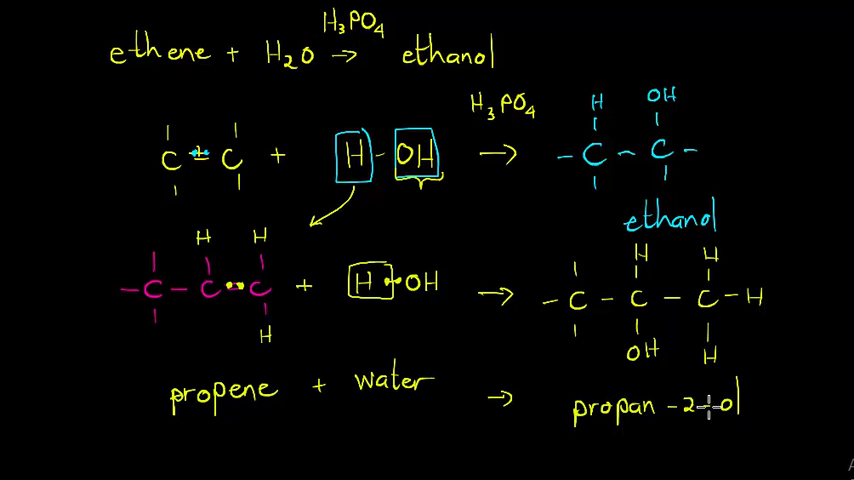 H₃PO₄
ethene + H₂O → ethanol
H₃PO₄
H OH
C = C + H - OH → - C - C -
ethanol
H H H H
- C - C = C + H OH → - C - C - C - H
H OH H
propene + water → propan - 2 - ol